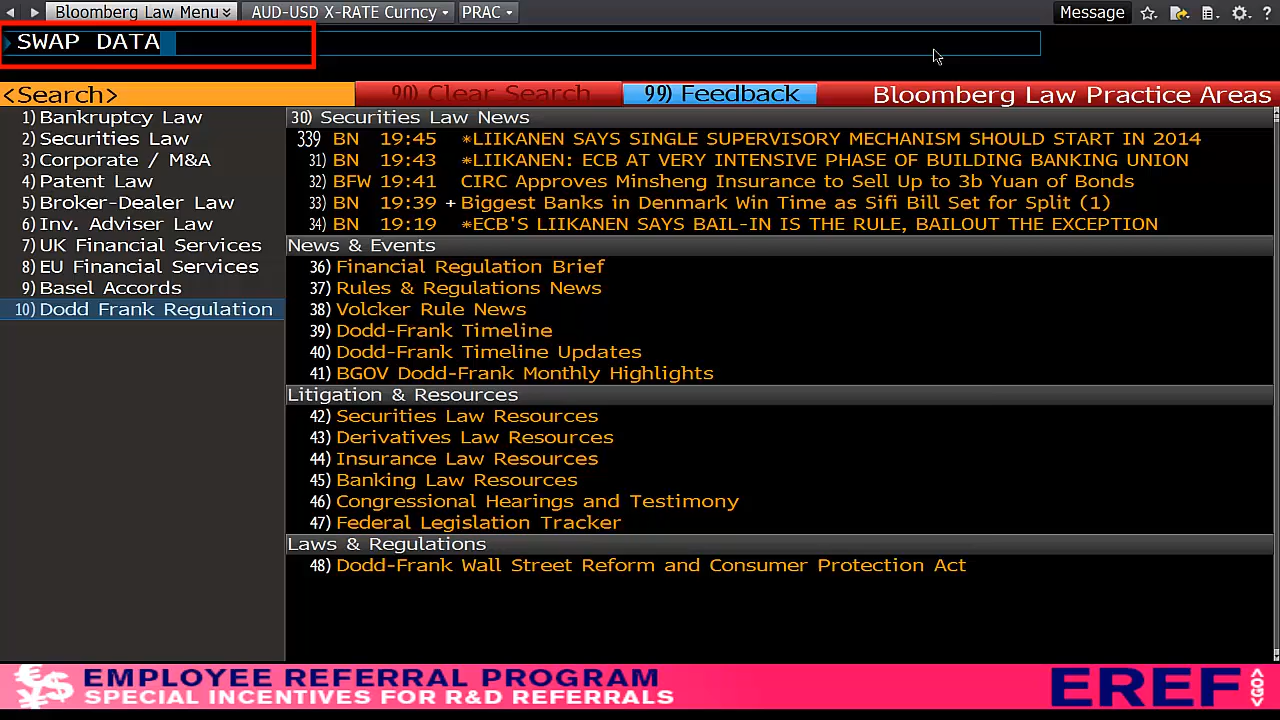 Bloomberg Law Menu AUD-USD X-RATE Curncy PRAC Message ?
SWAP DATA
<Search> 90) Clear Search 99) Feedback Bloomberg Law Practice Areas
1) Bankruptcy Law
2) Securities Law
3) Corporate / M&A
4) Patent Law
5) Broker-Dealer Law
6) Inv. Adviser Law
7) UK Financial Services
8) EU Financial Services
9) Basel Accords
10) Dodd Frank Regulation
30) Securities Law News
339 BN 19:45 *LIIKANEN SAYS SINGLE SUPERVISORY MECHANISM SHOULD START IN 2014
31) BN 19:43 *LIIKANEN: ECB AT VERY INTENSIVE PHASE OF BUILDING BANKING UNION
32) BFW 19:41 CIRC Approves Minsheng Insurance to Sell Up to 3b Yuan of Bonds
33) BN 19:39 + Biggest Banks in Denmark Win Time as Sifi Bill Set for Split (1)
34) BN 19:19 *ECB'S LIIKANEN SAYS BAIL-IN IS THE RULE, BAILOUT THE EXCEPTION
News & Events
36) Financial Regulation Brief
37) Rules & Regulations News
38) Volcker Rule News
39) Dodd-Frank Timeline
40) Dodd-Frank Timeline Updates
41) BGOV Dodd-Frank Monthly Highlights
Litigation & Resources
42) Securities Law Resources
43) Derivatives Law Resources
44) Insurance Law Resources
45) Banking Law Resources
46) Congressional Hearings and Testimony
47) Federal Legislation Tracker
Laws & Regulations
48) Dodd-Frank Wall Street Reform and Consumer Protection Act
EMPLOYEE REFERRAL PROGRAM
SPECIAL INCENTIVES FOR R&D REFERRALS
EREF